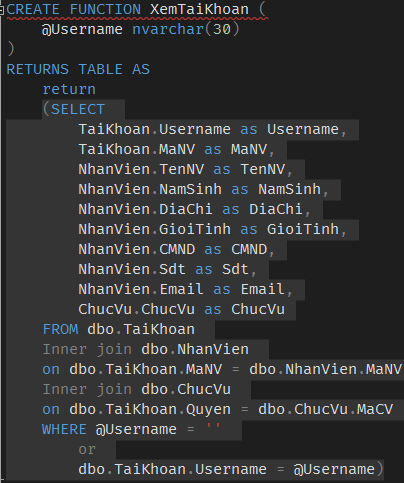 CREATE FUNCTION XemTaiKhoan (
@Username nvarchar(30)
)
RETURNS TABLE AS
return
(SELECT
TaiKhoan.Username as Username,
TaiKhoan.MaNV as MaNV,
NhanVien.TenNV as TenNV,
NhanVien.NamSinh as NamSinh,
NhanVien.DiaChi as DiaChi,
NhanVien.GioiTinh as GioiTinh,
NhanVien.CMND as CMND,
NhanVien.Sdt as Sdt,
NhanVien.Email as Email,
ChucVu.ChucVu as ChucVu
FROM dbo.TaiKhoan
Inner join dbo.NhanVien
on dbo.TaiKhoan.MaNV = dbo.NhanVien.MaNV
Inner join dbo.ChucVu
on dbo.TaiKhoan.Quyen = dbo.ChucVu.MaCV
WHERE @Username = ''
or
dbo.TaiKhoan.Username = @Username)